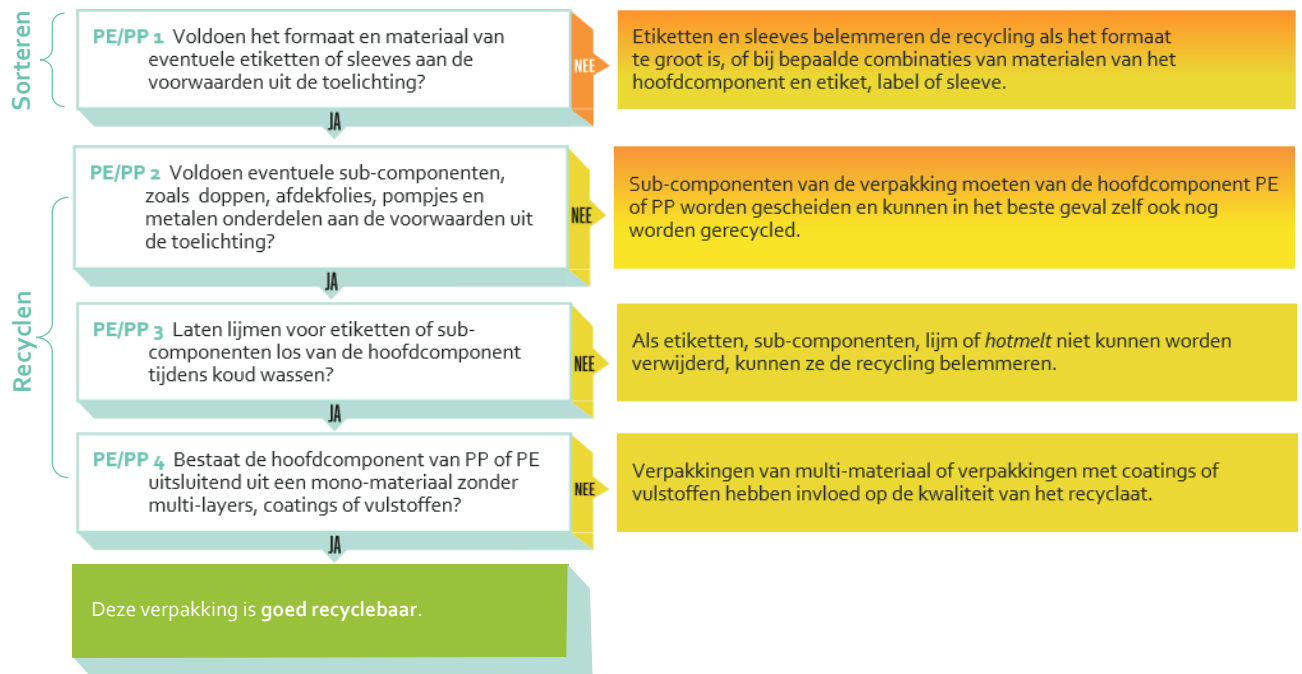 Sorteren
PE/PP 1 Voldoen het formaat en materiaal van
eventuele etiketten of sleeves aan de
voorwaarden uit de toelichting?
NEE
Etiketten en sleeves belemmeren de recycling als het formaat
te groot is, of bij bepaalde combinaties van materialen van het
hoofdcomponent en etiket, label of sleeve.
JA
Recyclen
PE/PP 2 Voldoen eventuele sub-componenten,
zoals doppen, afdekfolies, pompjes en
metalen onderdelen aan de voorwaarden uit
de toelichting?
NEE
Sub-componenten van de verpakking moeten van de hoofdcomponent PE
of PP worden gescheiden en kunnen in het beste geval zelf ook nog
worden gerecycled.
JA
PE/PP 3 Laten lijmen voor etiketten of sub-
componenten los van de hoofdcomponent
tijdens koud wassen?
NEE
Als etiketten, sub-componenten, lijm of hotmelt niet kunnen worden
verwijderd, kunnen ze de recycling belemmeren.
JA
PE/PP 4 Bestaat de hoofdcomponent van PP of PE
uitsluitend uit een mono-materiaal zonder
multi-layers, coatings of vulstoffen?
NEE
Verpakkingen van multi-materiaal of verpakkingen met coatings of
vulstoffen hebben invloed op de kwaliteit van het recyclaat.
JA
Deze verpakking is goed recyclebaar.